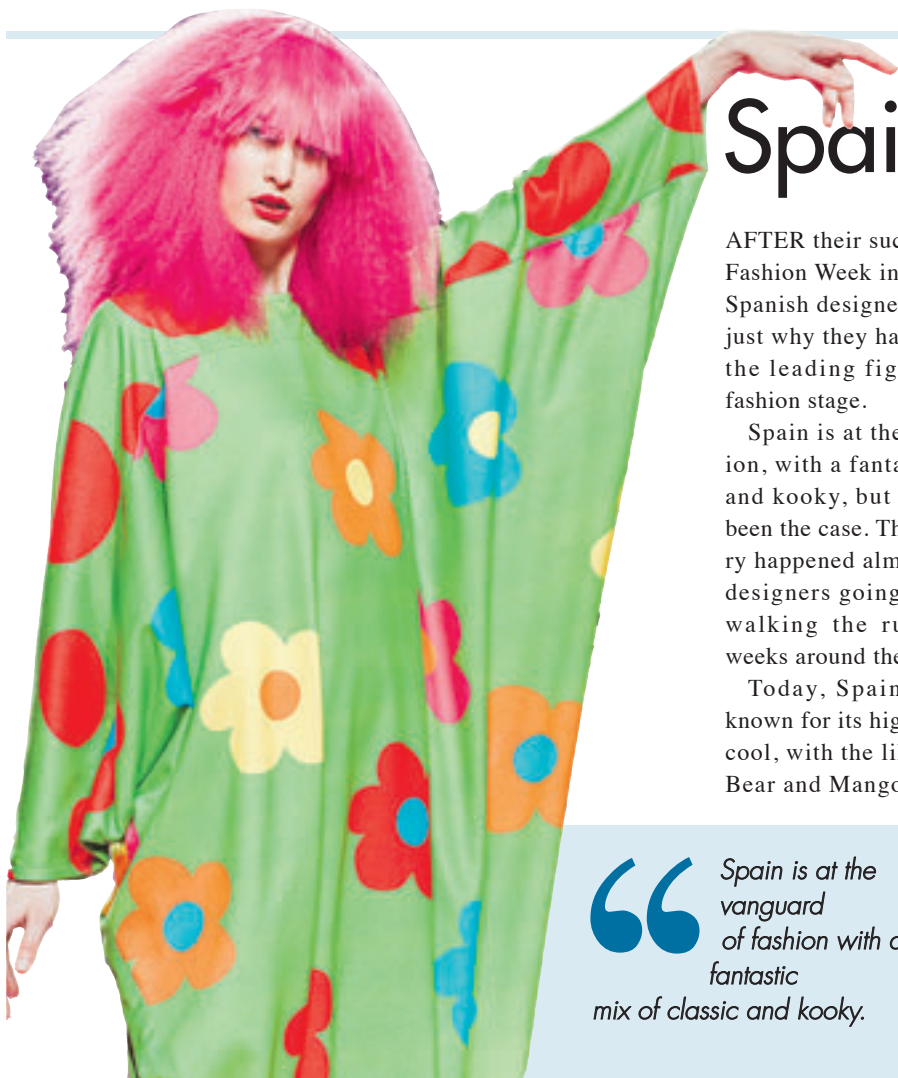 Spai
AFTER their suc
Fashion Week in
Spanish designe
just why they ha
the leading fig
fashion stage.
Spain is at the
ion, with a fanta
and kooky, but
been the case. Th
ry happened alm
designers going
walking the ru
weeks around the
Today, Spain
known for its hig
cool, with the lik
Bear and Mango
“
Spain is at the
vanguard
of fashion with a
fantastic
mix of classic and kooky.